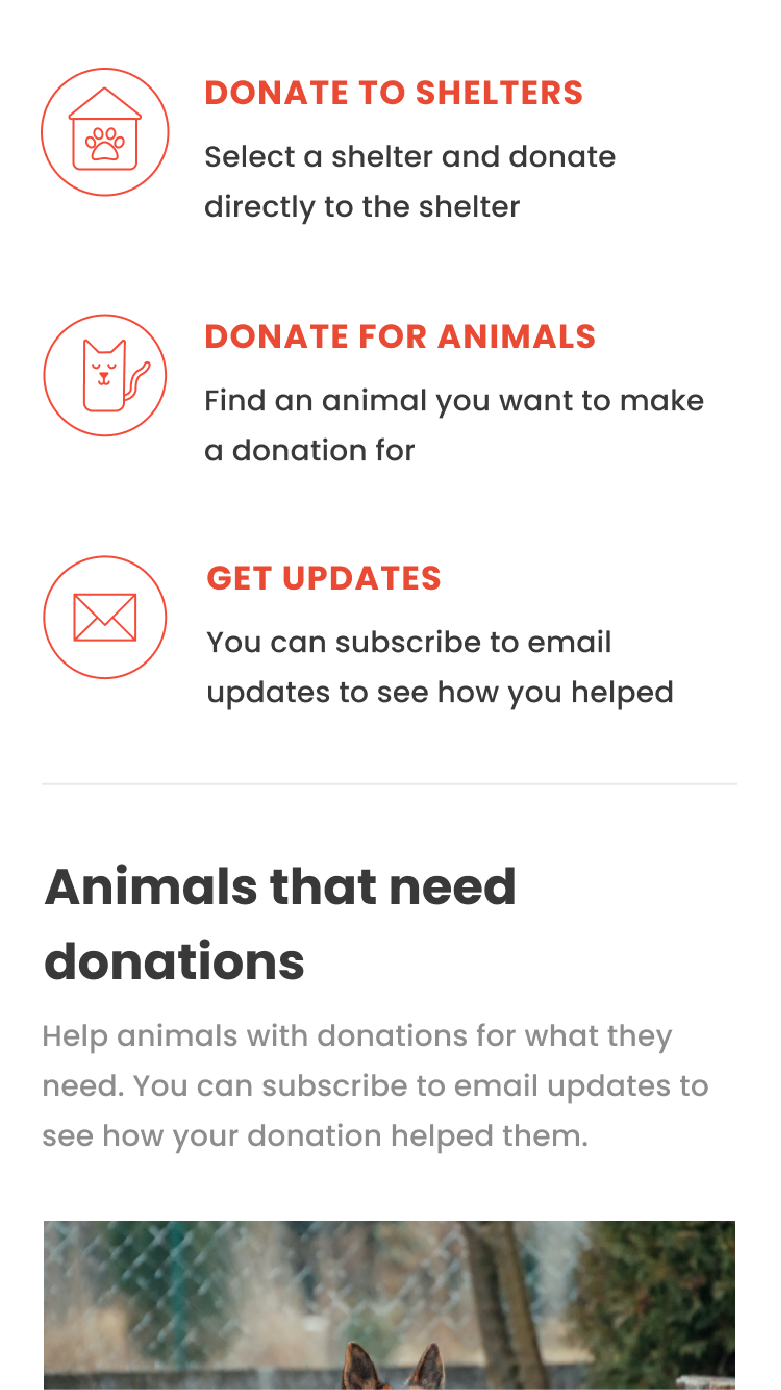 DONATE TO SHELTERS
Select a shelter and donate
directly to the shelter
DONATE FOR ANIMALS
Find an animal you want to make
a donation for
GET UPDATES
You can subscribe to email
updates to see how you helped
Animals that need
donations
Help animals with donations for what they
need. You can subscribe to email updates to
see how your donation helped them.